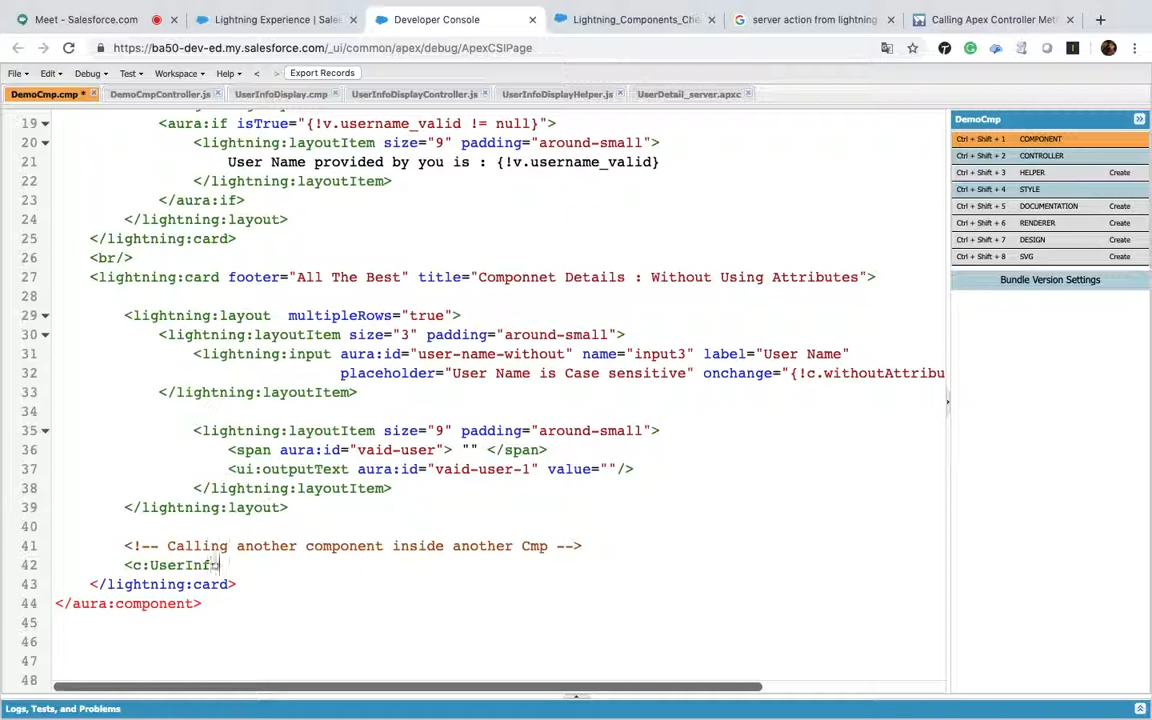 Meet - Salesforce.com
Lightning Experience | Sales
Developer Console
Lightning_Components_Che
server action from lightning
Calling Apex Controller Met
https://ba50-dev-ed.my.salesforce.com/_ui/common/apex/debug/ApexCSIPage
File Edit Debug Test Workspace Help < > Export Records
DemoCmp.cmp * DemoCmpController.js UserInfoDisplay.cmp UserInfoDisplayController.js UserInfoDisplayHelper.js UserDetail_server.apxc
19 <aura:if isTrue="{!v.username_valid != null}">
20 <lightning:layoutItem size="9" padding="around-small">
21 User Name provided by you is : {!v.username_valid}
22 </lightning:layoutItem>
23 </aura:if>
24 </lightning:layout>
25 </lightning:card>
26 <br/>
27 <lightning:card footer="All The Best" title="Componnet Details : Without Using Attributes">
28
29 <lightning:layout multipleRows="true">
30 <lightning:layoutItem size="3" padding="around-small">
31 <lightning:input aura:id="user-name-without" name="input3" label="User Name"
32 placeholder="User Name is Case sensitive" onchange="{!c.withoutAttribu
33 </lightning:layoutItem>
34
35 <lightning:layoutItem size="9" padding="around-small">
36 <span aura:id="vaid-user"> "" </span>
37 <ui:outputText aura:id="vaid-user-1" value=""/>
38 </lightning:layoutItem>
39 </lightning:layout>
40
41 <!-- Calling another component inside another Cmp -->
42 <c:UserInfo
43 </lightning:card>
44 </aura:component>
45
46
47
48
DemoCmp
Ctrl + Shift + 1 COMPONENT
Ctrl + Shift + 2 CONTROLLER
Ctrl + Shift + 3 HELPER Create
Ctrl + Shift + 4 STYLE
Ctrl + Shift + 5 DOCUMENTATION Create
Ctrl + Shift + 6 RENDERER Create
Ctrl + Shift + 7 DESIGN Create
Ctrl + Shift + 8 SVG Create
Bundle Version Settings
Logs, Tests, and Problems